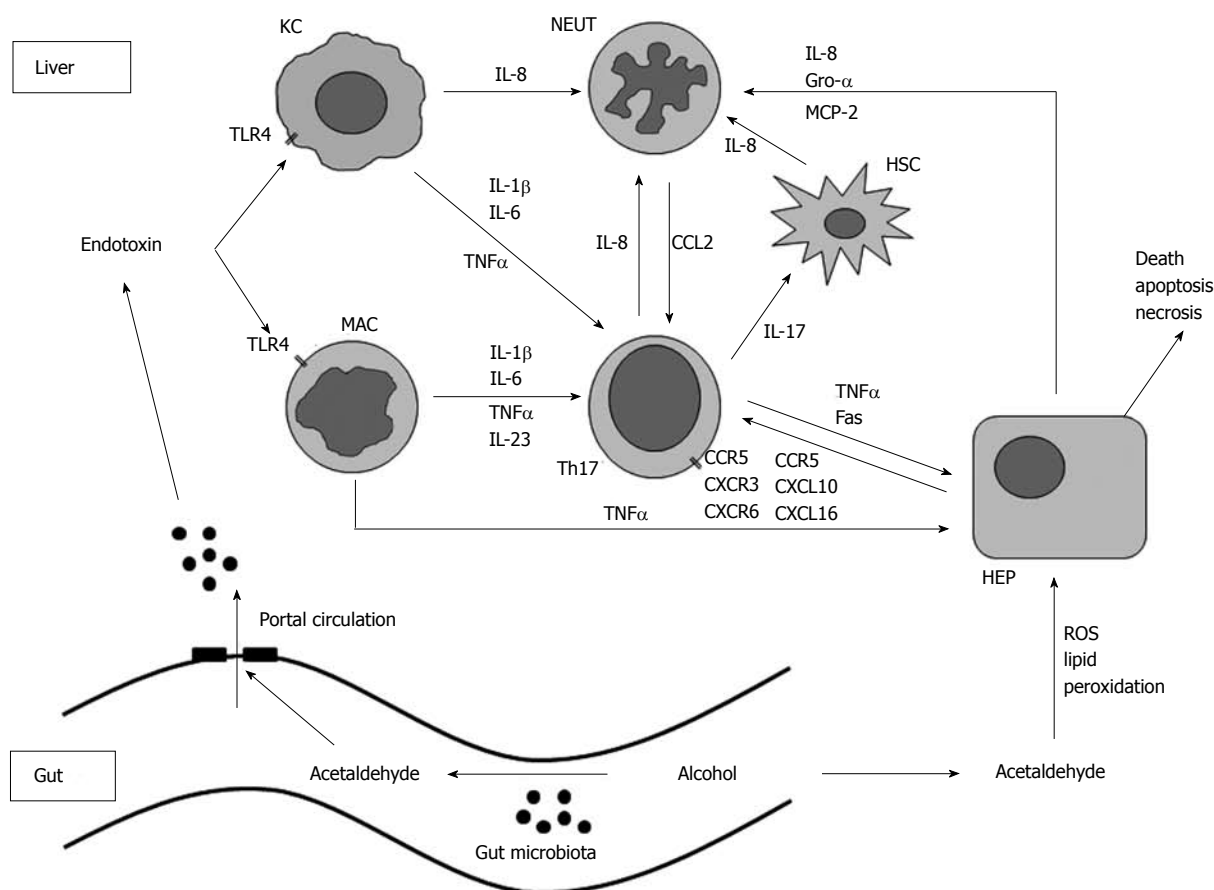 KC
NEUT
Liver
IL-8
IL-8
Gro-α
MCP-2
TLR4
IL-8
HSC
IL-1β
IL-6
TNFα
IL-8
CCL2
Endotoxin
Death
apoptosis
necrosis
MAC
TLR4
IL-17
IL-1β
IL-6
TNFα
IL-23
TNFα
Fas
Th17
CCR5
CXCR3
CXCR6
CCR5
CXCL10
CXCL16
TNFα
HEP
Portal circulation
ROS
lipid
peroxidation
Gut
Acetaldehyde
Alcohol
Acetaldehyde
Gut microbiota